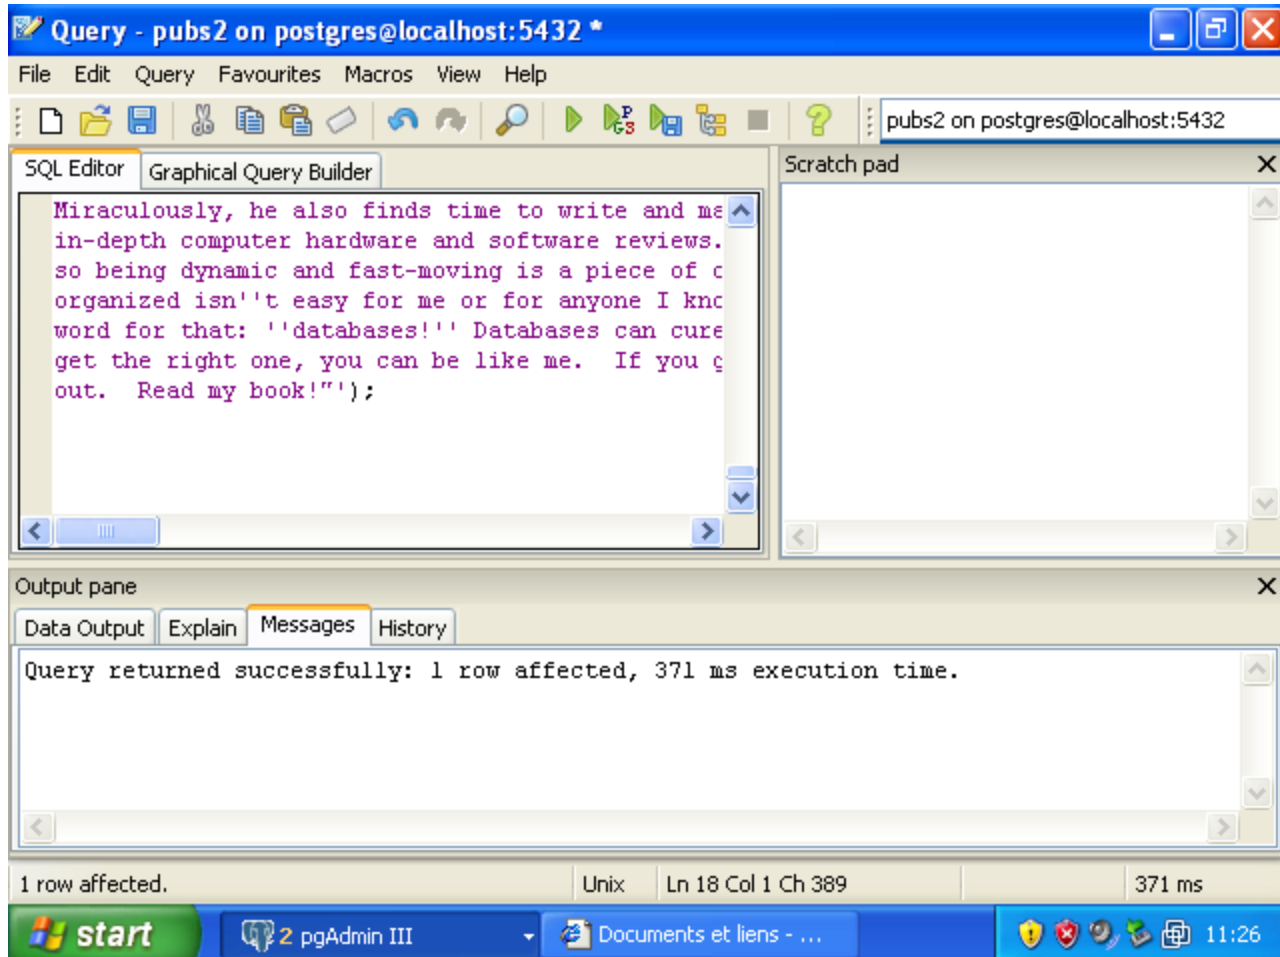 Query - pubs2 on postgres@localhost:5432 *
File Edit Query Favourites Macros View Help
pubs2 on postgres@localhost:5432
SQL Editor Graphical Query Builder
Scratch pad
Miraculously, he also finds time to write and
in-depth computer hardware and software reviews.
so being dynamic and fast-moving is a piece of
organized isn''t easy for me or for anyone I
word for that: ''databases!'' Databases can cure
get the right one, you can be like me. If you
out. Read my book!"');
Output pane
Data Output Explain Messages History
Query returned successfully: 1 row affected, 371 ms execution time.
1 row affected. Unix Ln 18 Col 1 Ch 389 371 ms
start 2 pgAdmin III Documents et liens - ... 11:26